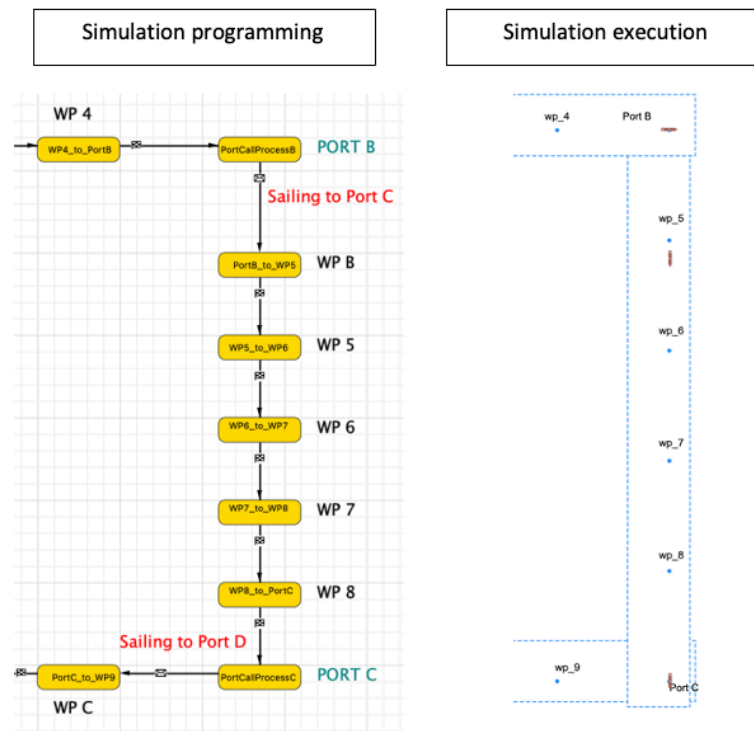 Simulation programming
Simulation execution
WP 4
WP4_to_PortB
PortCallProcessB
PORT B
Sailing to Port C
PortB_to_WP5
WP B
WP5_to_WP6
WP 5
WP6_to_WP7
WP 6
WP7_to_WP8
WP 7
WP8_to_PortC
WP 8
Sailing to Port D
PortC_to_WP9
PortCallProcessC
PORT C
WP C
wp_4
Port B
wp_5
wp_6
wp_7
wp_8
wp_9
Port C